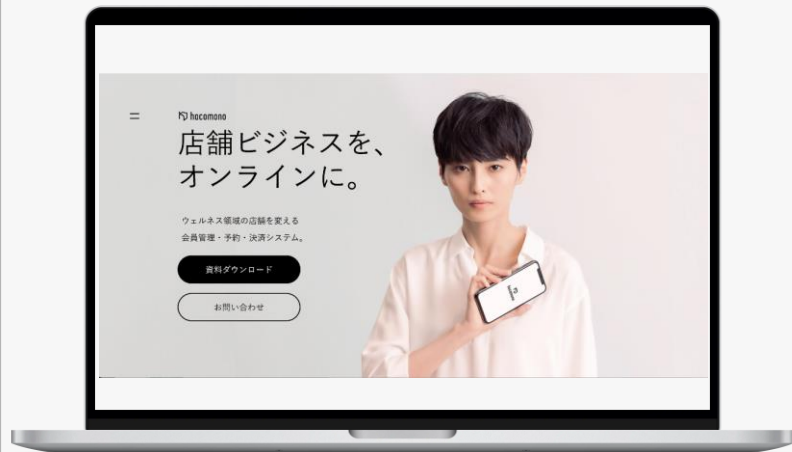 hacomono
店舗ビジネスを、
オンラインに。
ウェルネス領域の店舗を変える
会員管理・予約・決済システム。
資料ダウンロード
お問い合わせ